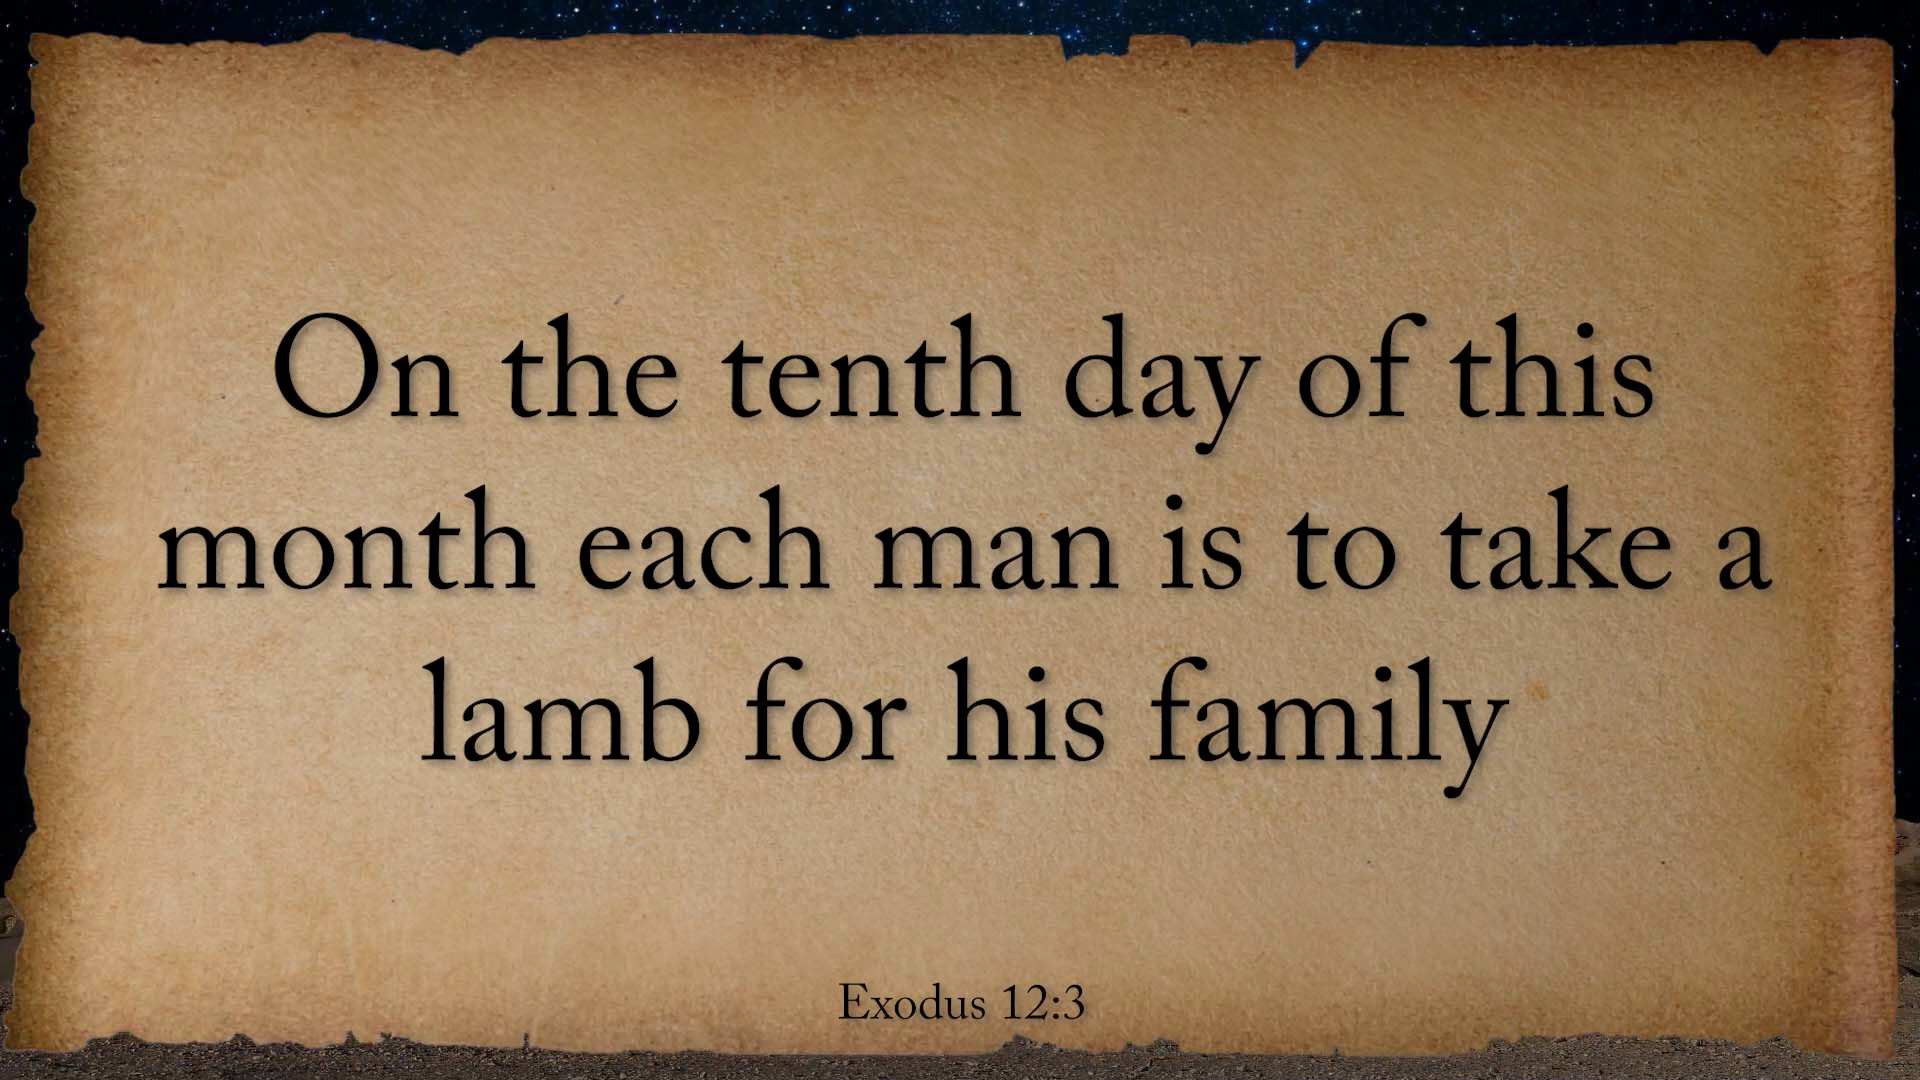 On the tenth day of this
month each man is to take a
lamb for his family
Exodus 12:3